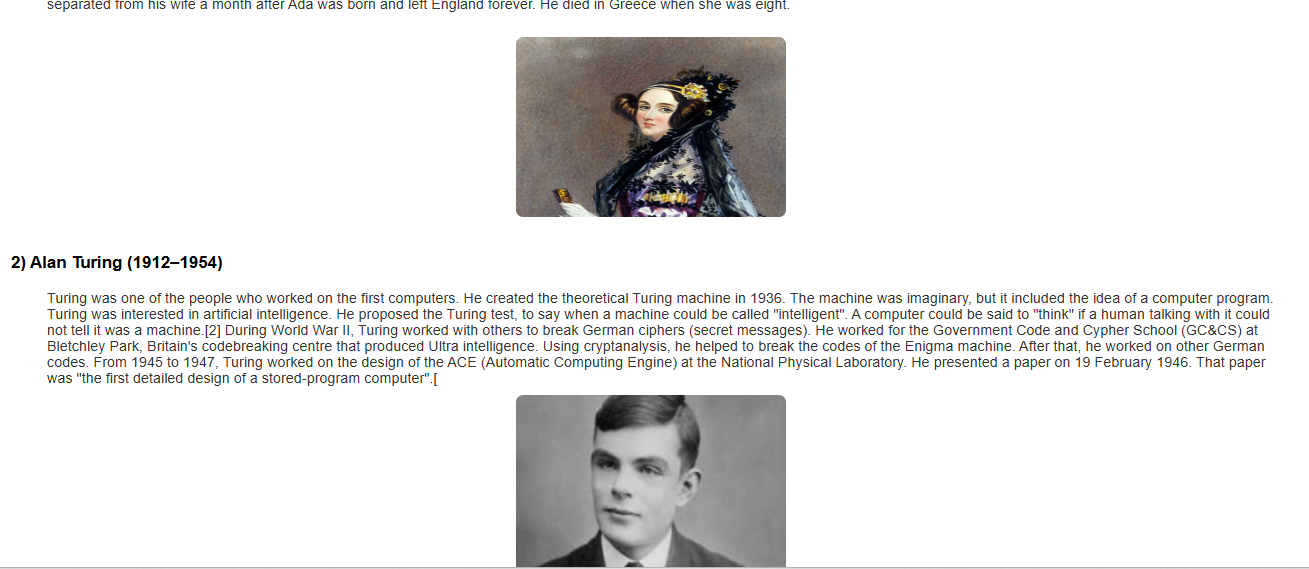 separated from his wife a month after Ada was born and left England forever. He died in Greece when she was eight.
2) Alan Turing (1912–1954)
Turing was one of the people who worked on the first computers. He created the theoretical Turing machine in 1936. The machine was imaginary, but it included the idea of a computer program.
Turing was interested in artificial intelligence. He proposed the Turing test, to say when a machine could be called "intelligent". A computer could be said to "think" if a human talking with it could
not tell it was a machine.[2] During World War II, Turing worked with others to break German ciphers (secret messages). He worked for the Government Code and Cypher School (GC&CS) at
Bletchley Park, Britain's codebreaking centre that produced Ultra intelligence. Using cryptanalysis, he helped to break the codes of the Enigma machine. After that, he worked on other German
codes. From 1945 to 1947, Turing worked on the design of the ACE (Automatic Computing Engine) at the National Physical Laboratory. He presented a paper on 19 February 1946. That paper
was "the first detailed design of a stored-program computer".[